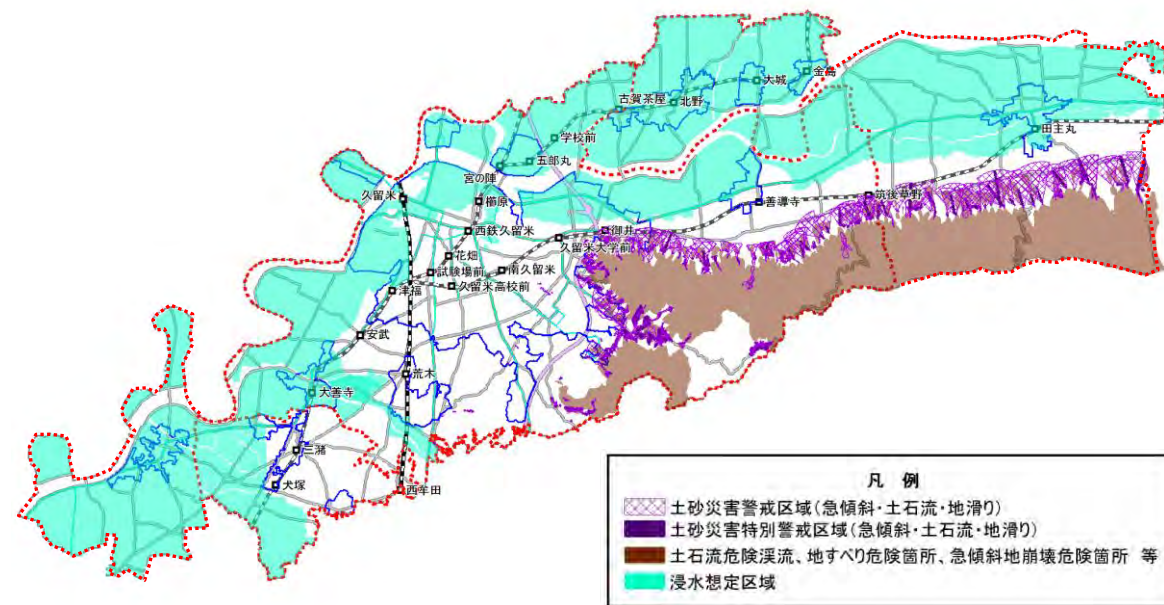 金島
大城
古賀茶屋
北野
学校前
田主丸
五郎丸
宮の陣
久留米
櫛原
善導寺
筑後草野
西鉄久留米
御井
久留米大学前
花畑
試験場前
南久留米
久留米高校前
津福
安武
荒木
大善寺
三潴
犬塚
西牟田
凡 例
土砂災害警戒区域(急傾斜・土石流・地滑り)
土砂災害特別警戒区域(急傾斜・土石流・地滑り)
土石流危険渓流、地すべり危険箇所、急傾斜地崩壊危険箇所 等
浸水想定区域